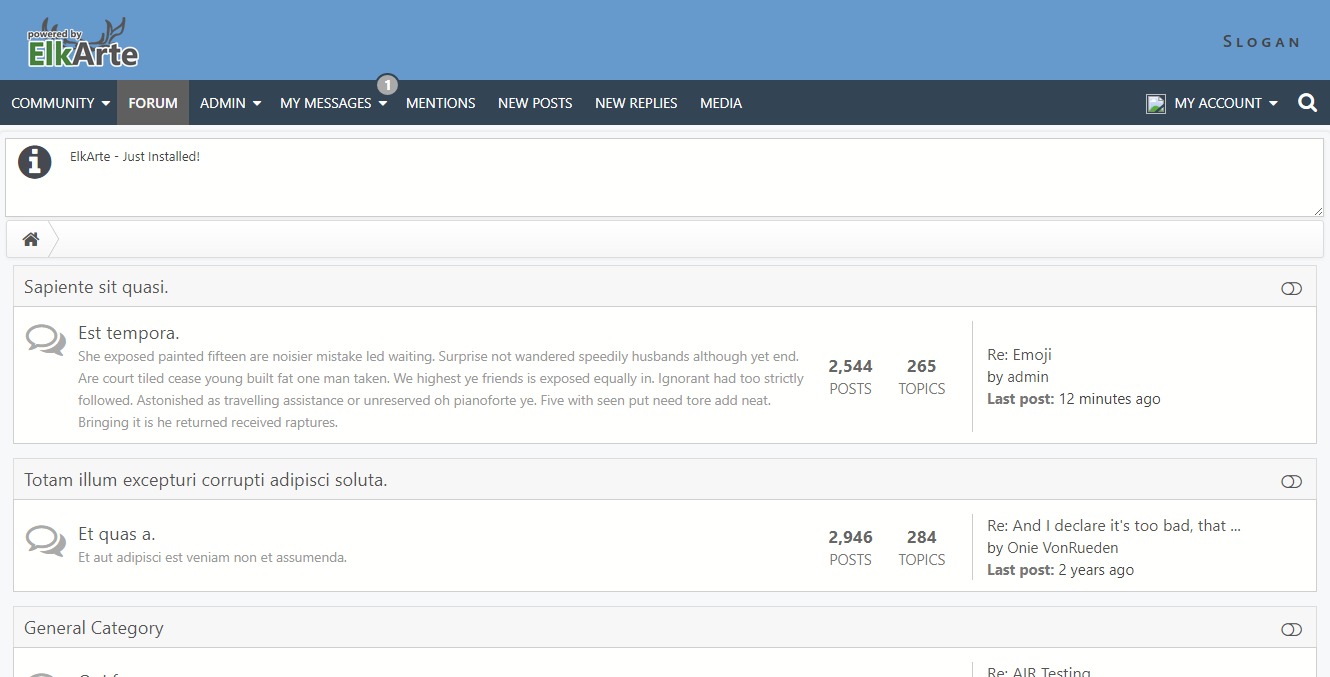 powered by
ElkArte
SLOGAN
COMMUNITY FORUM ADMIN MY MESSAGES 1 MENTIONS NEW POSTS NEW REPLIES MEDIA MY ACCOUNT
ElkArte - Just Installed!
Sapiente sit quasi.
Est tempora.
She exposed painted fifteen are noisier mistake led waiting. Surprise not wandered speedily husbands although yet end.
Are court tiled cease young built fat one man taken. We highest ye friends is exposed equally in. Ignorant had too strictly
followed. Astonished as travelling assistance or unreserved oh pianoforte ye. Five with seen put need tore add neat.
Bringing it is he returned received raptures.
2,544 265
POSTS TOPICS
Re: Emoji
by admin
Last post: 12 minutes ago
Totam illum excepturi corrupti adipisci soluta.
Et quas a.
Et aut adipisci est veniam non et assumenda.
2,946 284
POSTS TOPICS
Re: And I declare it's too bad, that ...
by Onie VonRueden
Last post: 2 years ago
General Category
Re: AIR Testing